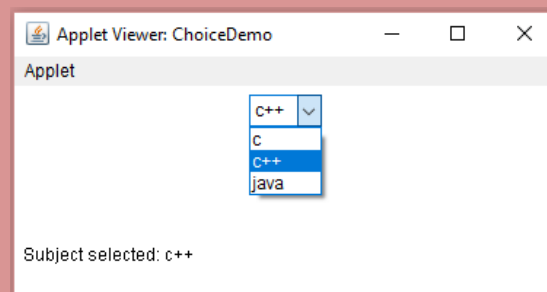 Applet Viewer: ChoiceDemo
Applet
c++
c
c++
java
Subject selected: c++